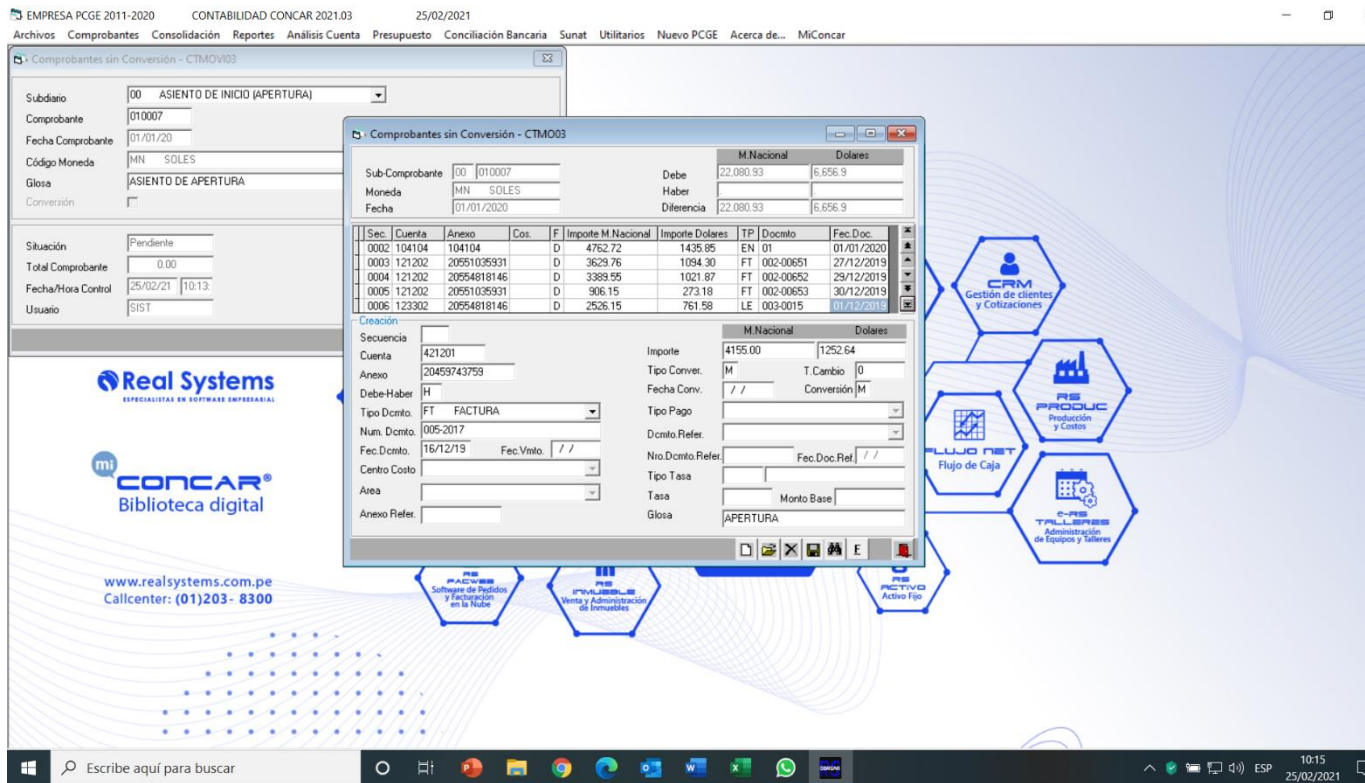 EMPRESA PCGE 2011-2020 CONTABILIDAD CONCAR 2021.03 25/02/2021
Archivos Comprobantes Consolidación Reportes Análisis Cuenta Presupuesto Conciliación Bancaria Sunat Utilitarios Nuevo PCGE Acerca de... MiConcar
Comprobantes sin Conversión - CTMOVI03
Subdiario 00 ASIENTO DE INICIO (APERTURA)
Comprobante 010007
Fecha Comprobante 01/01/20
Código Moneda MN SOLES
Glosa ASIENTO DE APERTURA
Conversión
Situación Pendiente
Total Comprobante 0.00
Fecha/Hora Control 25/02/21 10:13:
Usuario SIST
Comprobantes sin Conversión - CTMO03
M.Nacional Dolares
Sub-Comprobante 00 010007 Debe 22,080.93 6,656.9
Moneda MN SOLES Haber
Fecha 01/01/2020 Diferencia 22,080.93 6,656.9
Sec. Cuenta Anexo Cos. F Importe M.Nacional Importe Dolares TP Docmto Fec.Doc.
0002 104104 104104 D 4762.72 1435.85 EN 01 01/01/2020
0003 121202 20551035931 D 3629.76 1094.30 FT 002-00651 27/12/2019
0004 121202 20554818146 D 3389.55 1021.87 FT 002-00652 29/12/2019
0005 121202 20551035931 D 906.15 273.18 FT 002-00653 30/12/2019
0006 123302 20554818146 D 2526.15 761.58 LE 003-0015 01/12/2019
Creación
M.Nacional Dolares
Secuencia
Cuenta 421201 Importe 4155.00 1252.64
Anexo 20459743759 Tipo Conver. M T.Cambio 0
Debe-Haber H Fecha Conv. / / Conversión M
Tipo Dcmto. FT FACTURA Tipo Pago
Num. Dcmto. 005-2017 Dcmto.Refer.
Fec.Dcmto. 16/12/19 Fec.Vmto. / / Nro.Dcmto.Refer. Fec.Doc.Ref. / /
Centro Costo Tipo Tasa
Area Tasa Monto Base
Anexo Refer. Glosa APERTURA
F
Real Systems
ESPECIALISTAS EN SOFTWARE EMPRESARIAL
mi
CONCAR®
Biblioteca digital
www.realsystems.com.pe
Callcenter: (01)203- 8300
CRM
Gestión de clientes
y Cotizaciones
RS
PRODUC
Producción
y Costos
FLUJO NET
Flujo de Caja
e-RS
TALLERES
Administración
de Equipos y Talleres
RS
PACWEB
Software de Pedidos
y Facturación
en la Nube
RS
INMUEBLE
Venta y Administración
de Inmuebles
RS
ACTIVO
Activo Fijo
Escribe aquí para buscar
ESP
10:15
25/02/2021